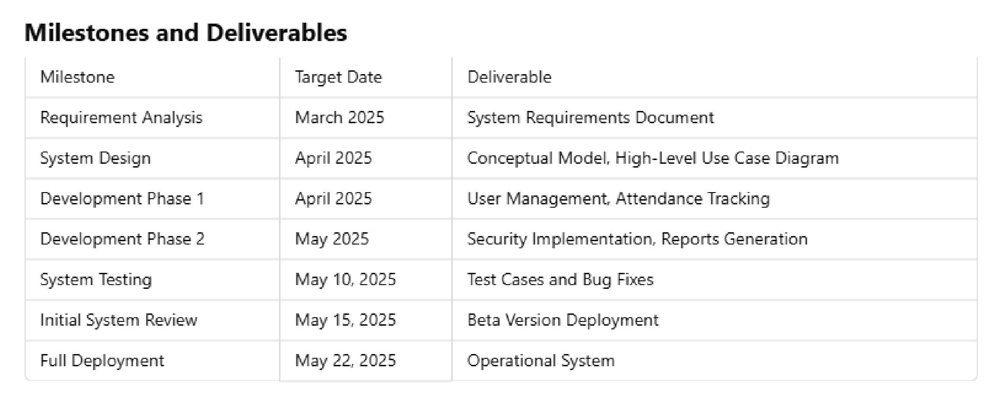 Milestones and Deliverables
Milestone Target Date Deliverable
Requirement Analysis March 2025 System Requirements Document
System Design April 2025 Conceptual Model, High-Level Use Case Diagram
Development Phase 1 April 2025 User Management, Attendance Tracking
Development Phase 2 May 2025 Security Implementation, Reports Generation
System Testing May 10, 2025 Test Cases and Bug Fixes
Initial System Review May 15, 2025 Beta Version Deployment
Full Deployment May 22, 2025 Operational System